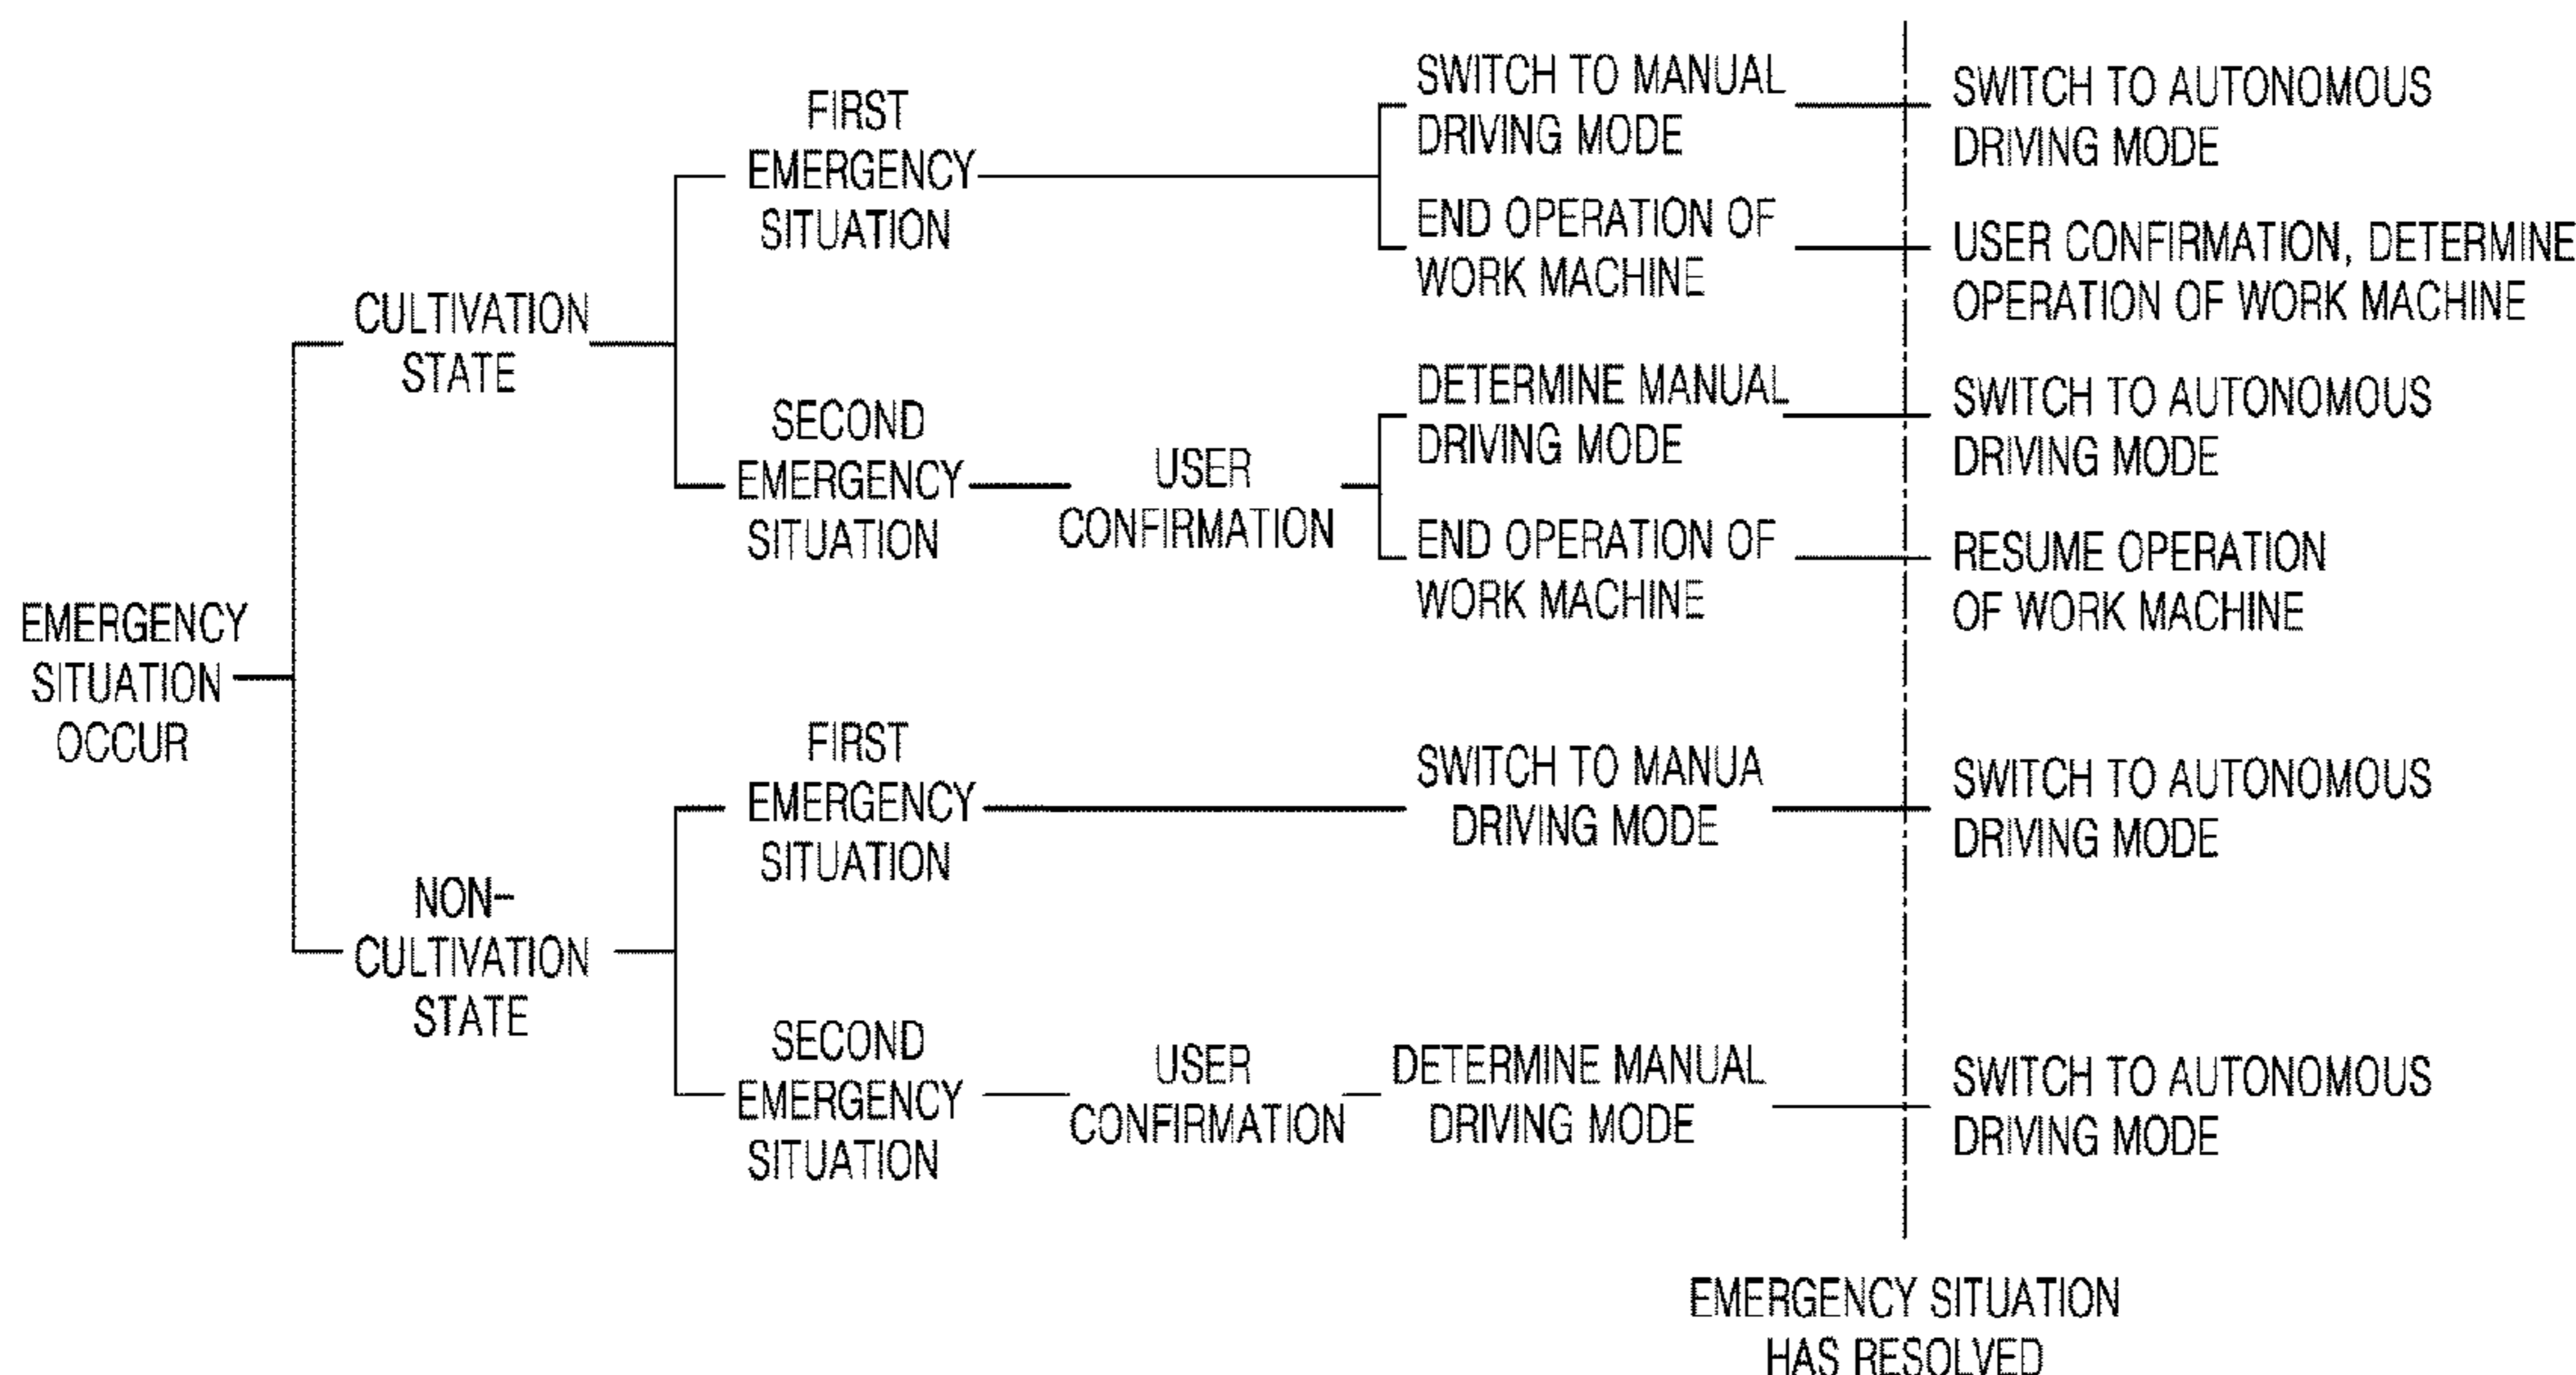 EMERGENCY
SITUATION
OCCUR
CULTIVATION
STATE
FIRST
EMERGENCY
SITUATION
SWITCH TO MANUAL
DRIVING MODE
SWITCH TO AUTONOMOUS
DRIVING MODE
END OPERATION OF
WORK MACHINE
USER CONFIRMATION, DETERMINE
OPERATION OF WORK MACHINE
SECOND
EMERGENCY
SITUATION
USER
CONFIRMATION
DETERMINE MANUAL
DRIVING MODE
SWITCH TO AUTONOMOUS
DRIVING MODE
END OPERATION OF
WORK MACHINE
RESUME OPERATION
OF WORK MACHINE
NON-
CULTIVATION
STATE
FIRST
EMERGENCY
SITUATION
SWITCH TO MANUA
DRIVING MODE
SWITCH TO AUTONOMOUS
DRIVING MODE
SECOND
EMERGENCY
SITUATION
USER
CONFIRMATION
DETERMINE MANUAL
DRIVING MODE
SWITCH TO AUTONOMOUS
DRIVING MODE
EMERGENCY SITUATION
HAS RESOLVED